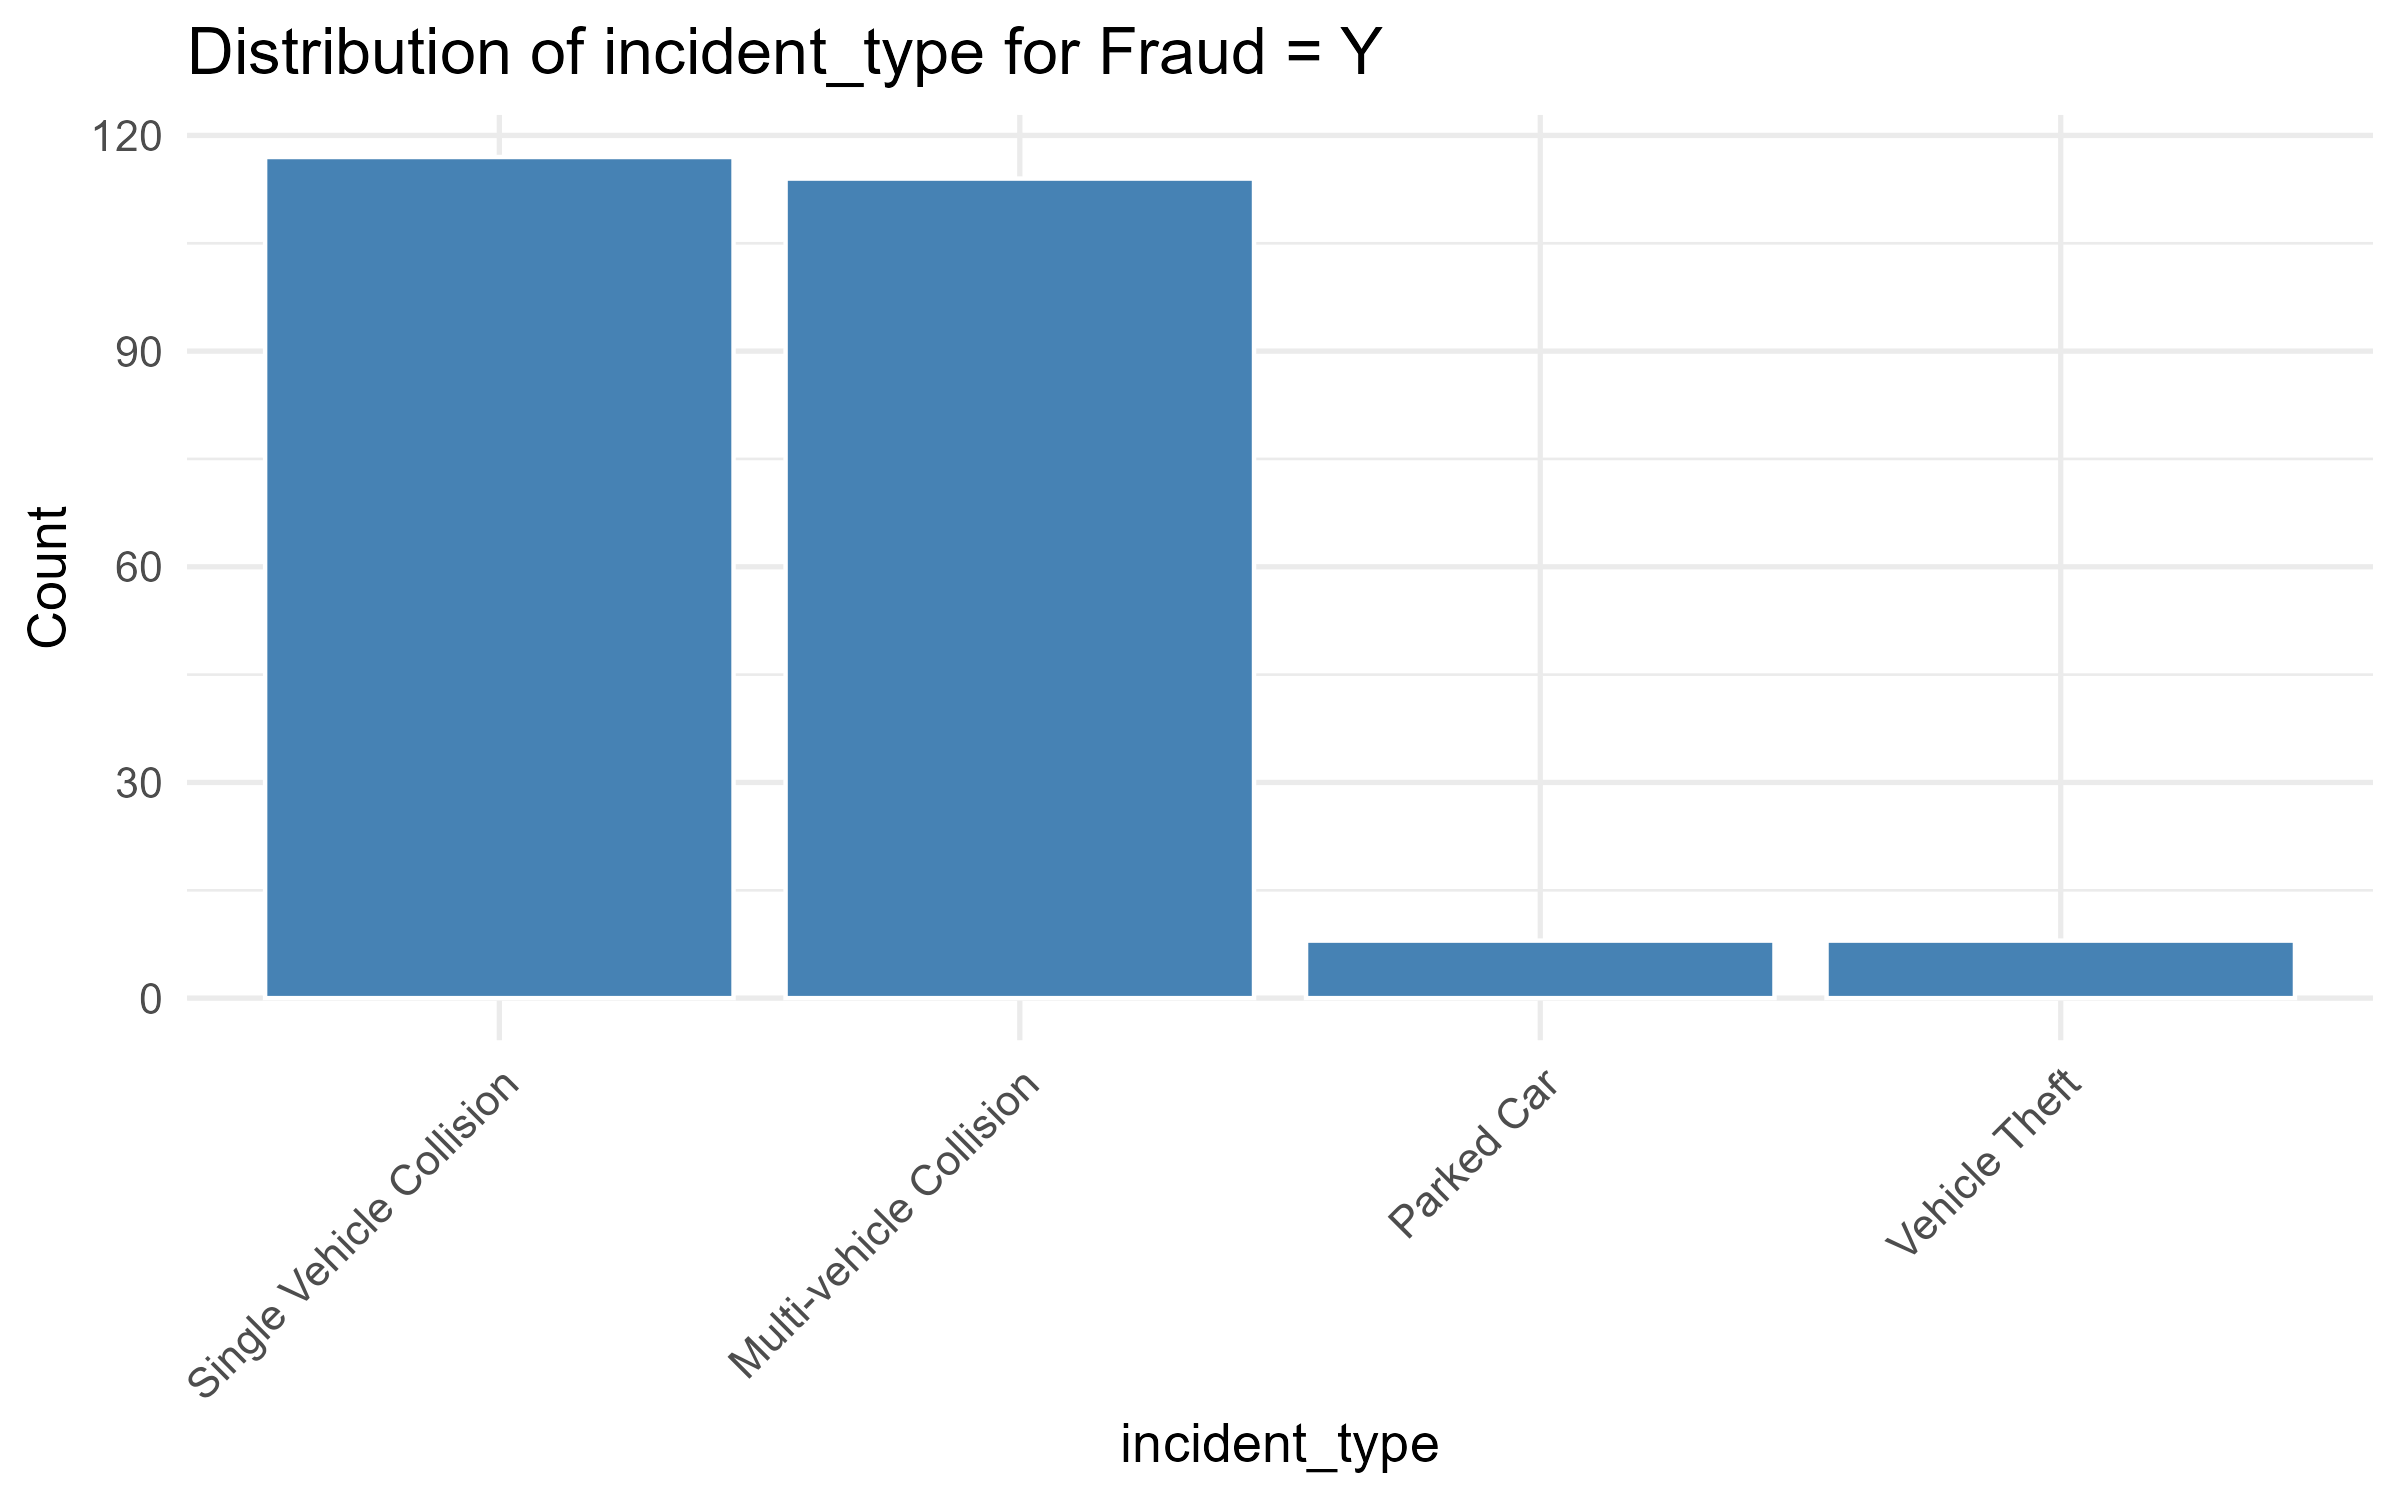 Distribution of incident_type for Fraud = Y
120
90
60
30
0
Count
Single Vehicle Collision
Multi-vehicle Collision
Parked Car
Vehicle Theft
incident_type